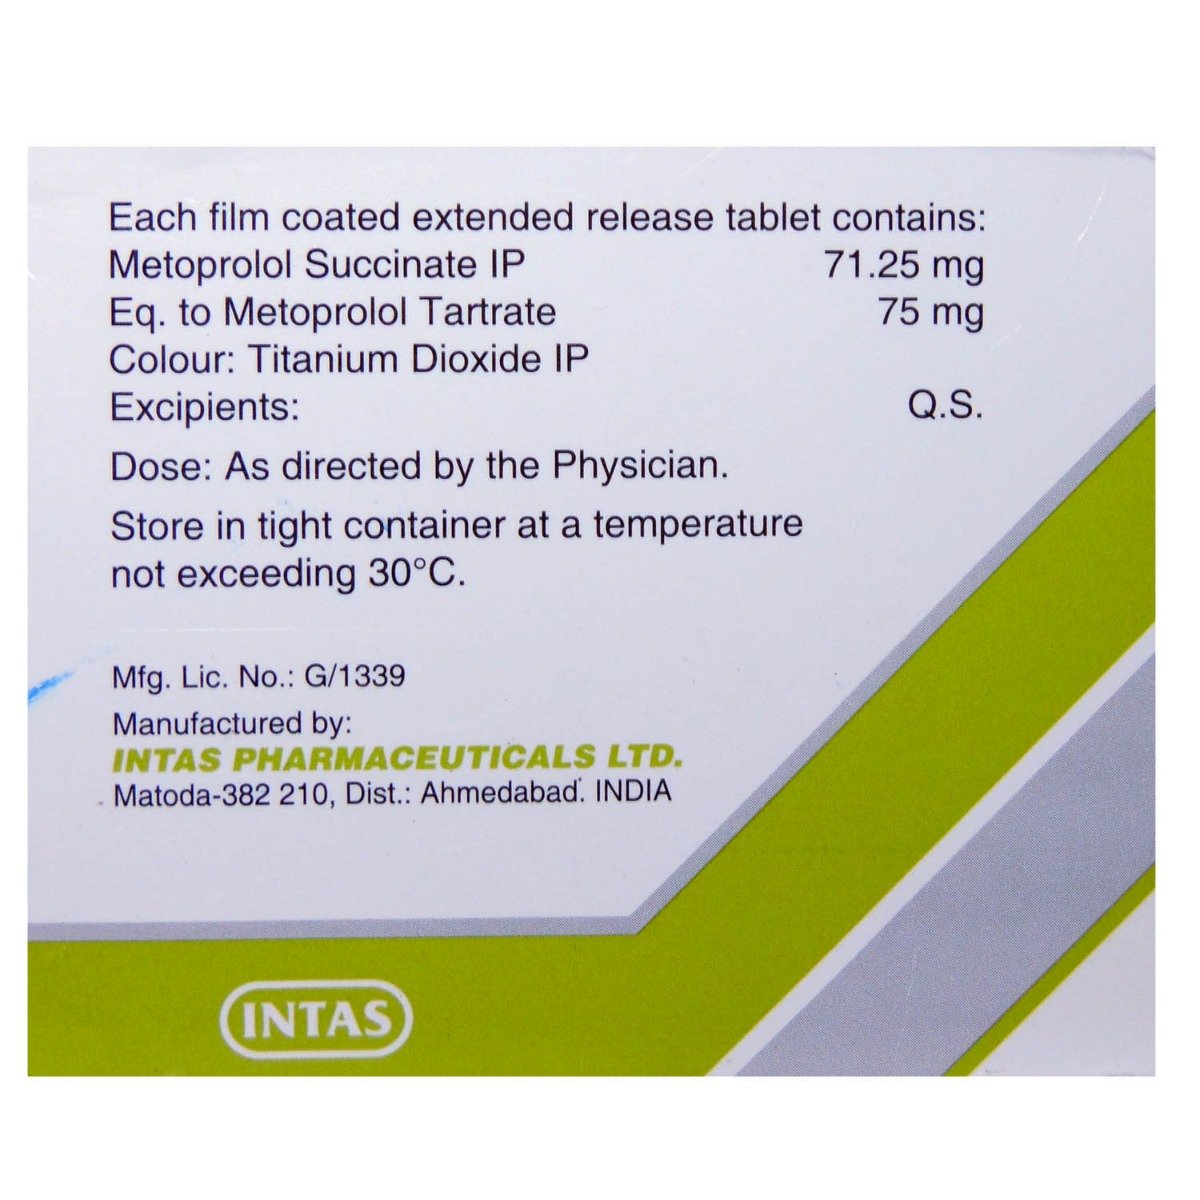 Each film coated extended release tablet contains:
Metoprolol Succinate IP 71.25 mg
Eq. to Metoprolol Tartrate 75 mg
Colour: Titanium Dioxide IP
Excipients: Q.S.
Dose: As directed by the Physician.
Store in tight container at a temperature
not exceeding 30°C.
Mfg. Lic. No.: G/1339
Manufactured by:
INTAS PHARMACEUTICALS LTD.
Matoda-382 210, Dist.: Ahmedabad. INDIA
INTAS